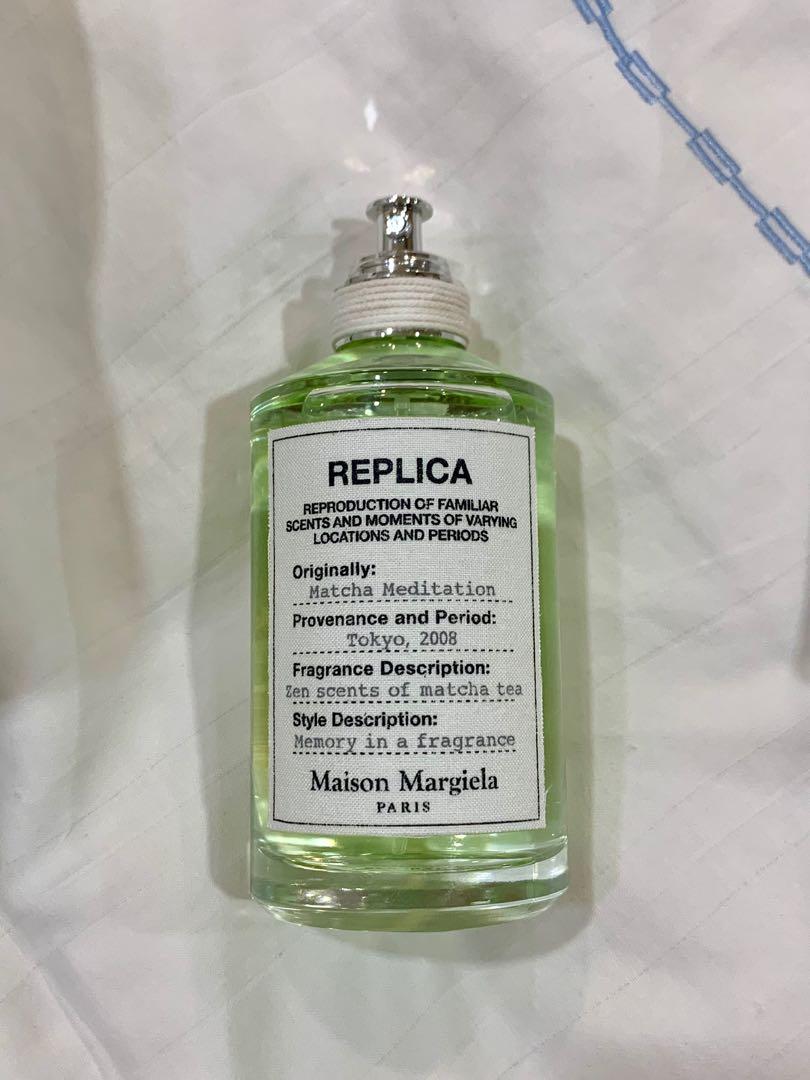 REPLICA
REPRODUCTION OF FAMILIAR
SCENTS AND MOMENTS OF VARYING
LOCATIONS AND PERIODS
Originally:
Matcha Meditation
Provenance and Period:
Tokyo, 2008
Fragrance Description:
Zen scents of matcha tea
Style Description:
Memory in a fragrance
Maison Margiela
PARIS